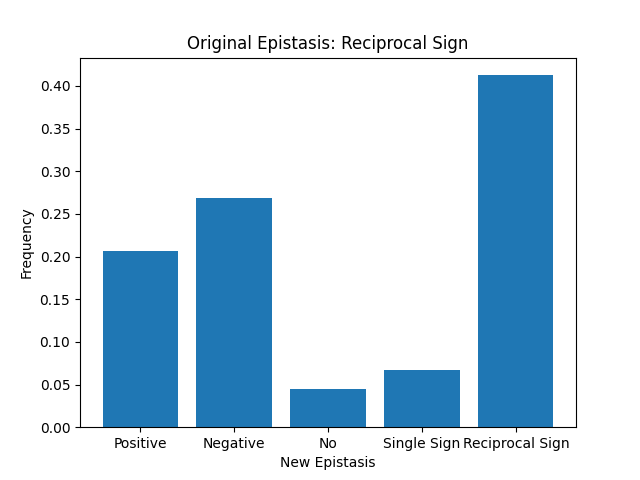 Original Epistasis: Reciprocal Sign
0.40
0.35
0.30
0.25
0.20
0.15
0.10
0.05
0.00
Frequency
Positive Negative No Single Sign Reciprocal Sign
New Epistasis